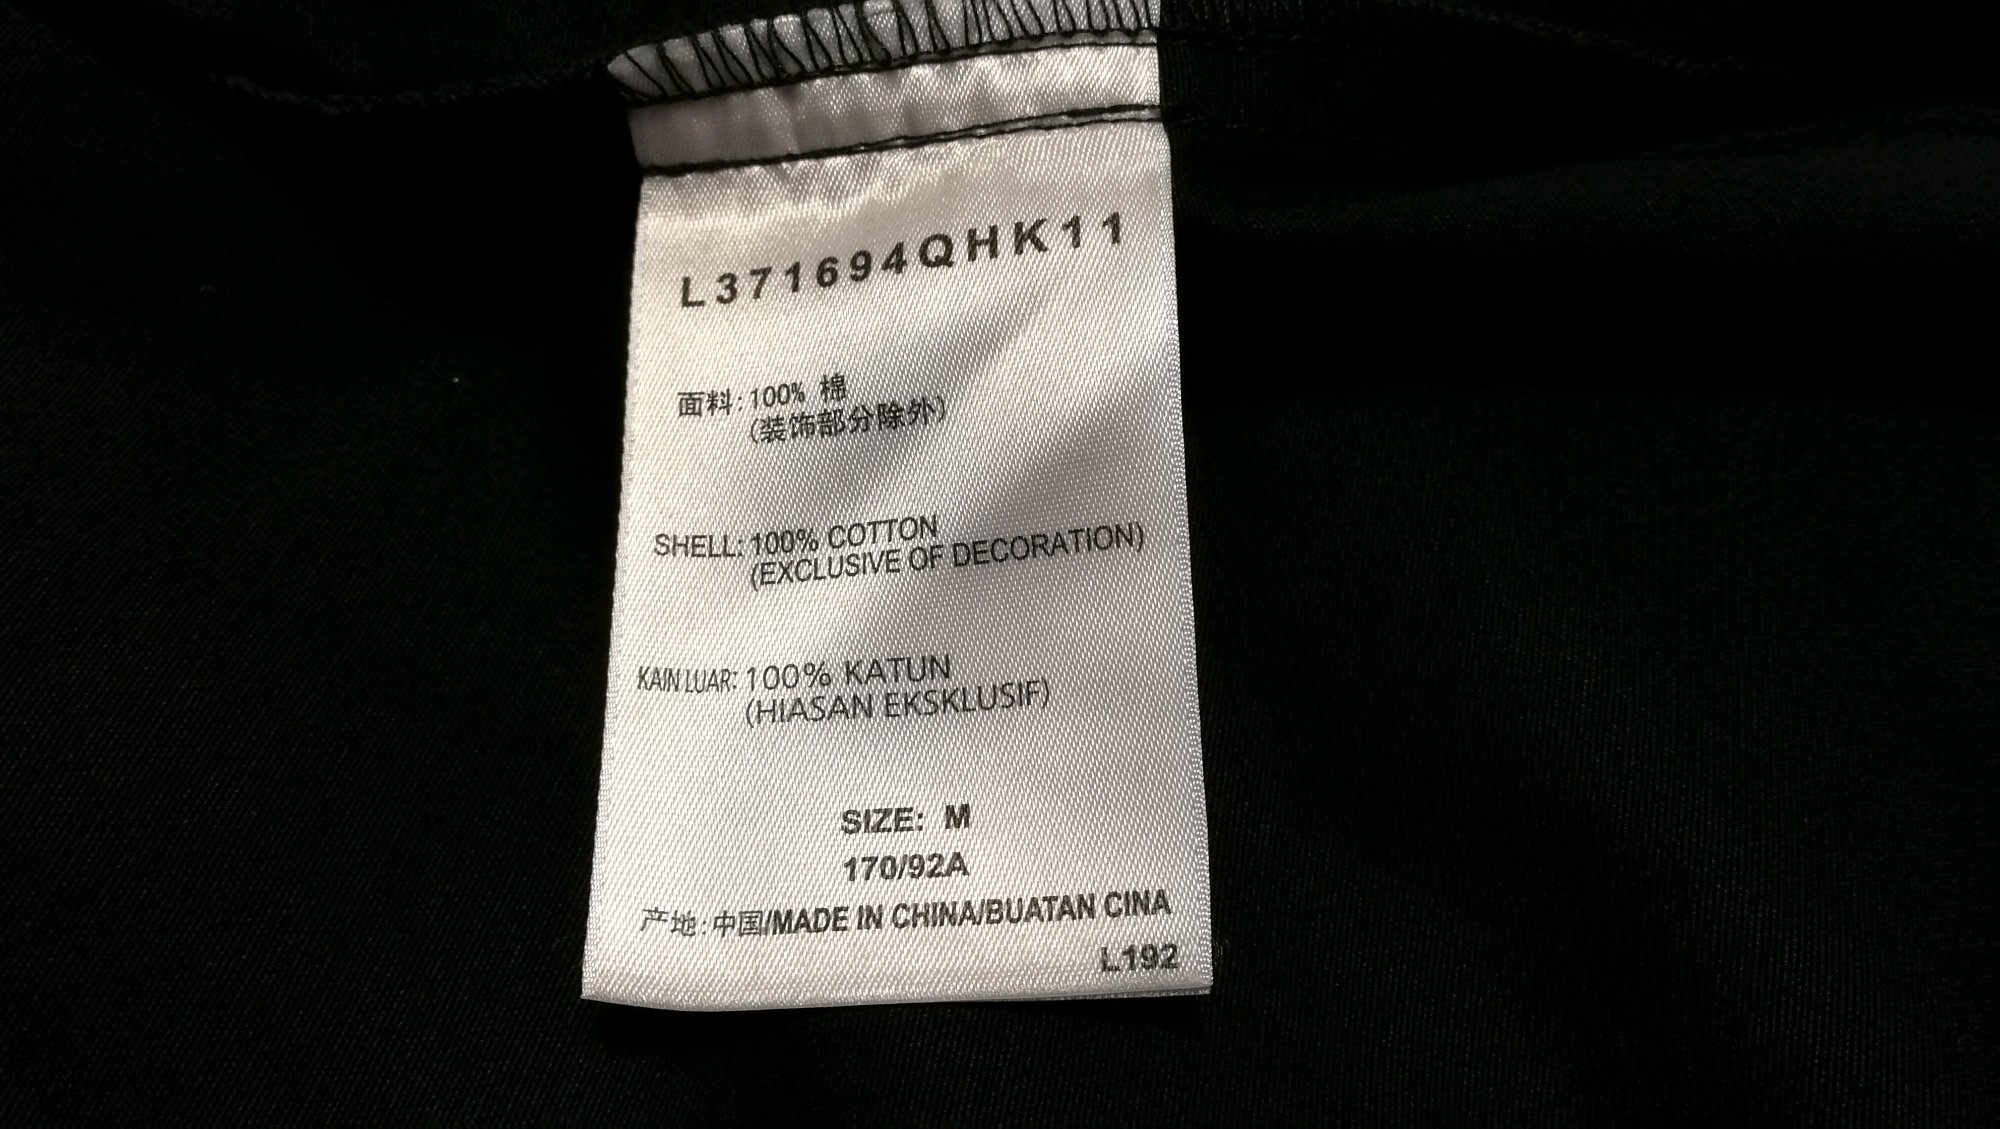 L371694QHK11
面料:100% 棉
(装饰部分除外)
SHELL: 100% COTTON
(EXCLUSIVE OF DECORATION)
KAIN LUAR: 100% KATUN
(HIASAN EKSKLUSIF)
SIZE: M
170/92A
产地:中国/MADE IN CHINA/BUATAN CINA
L192